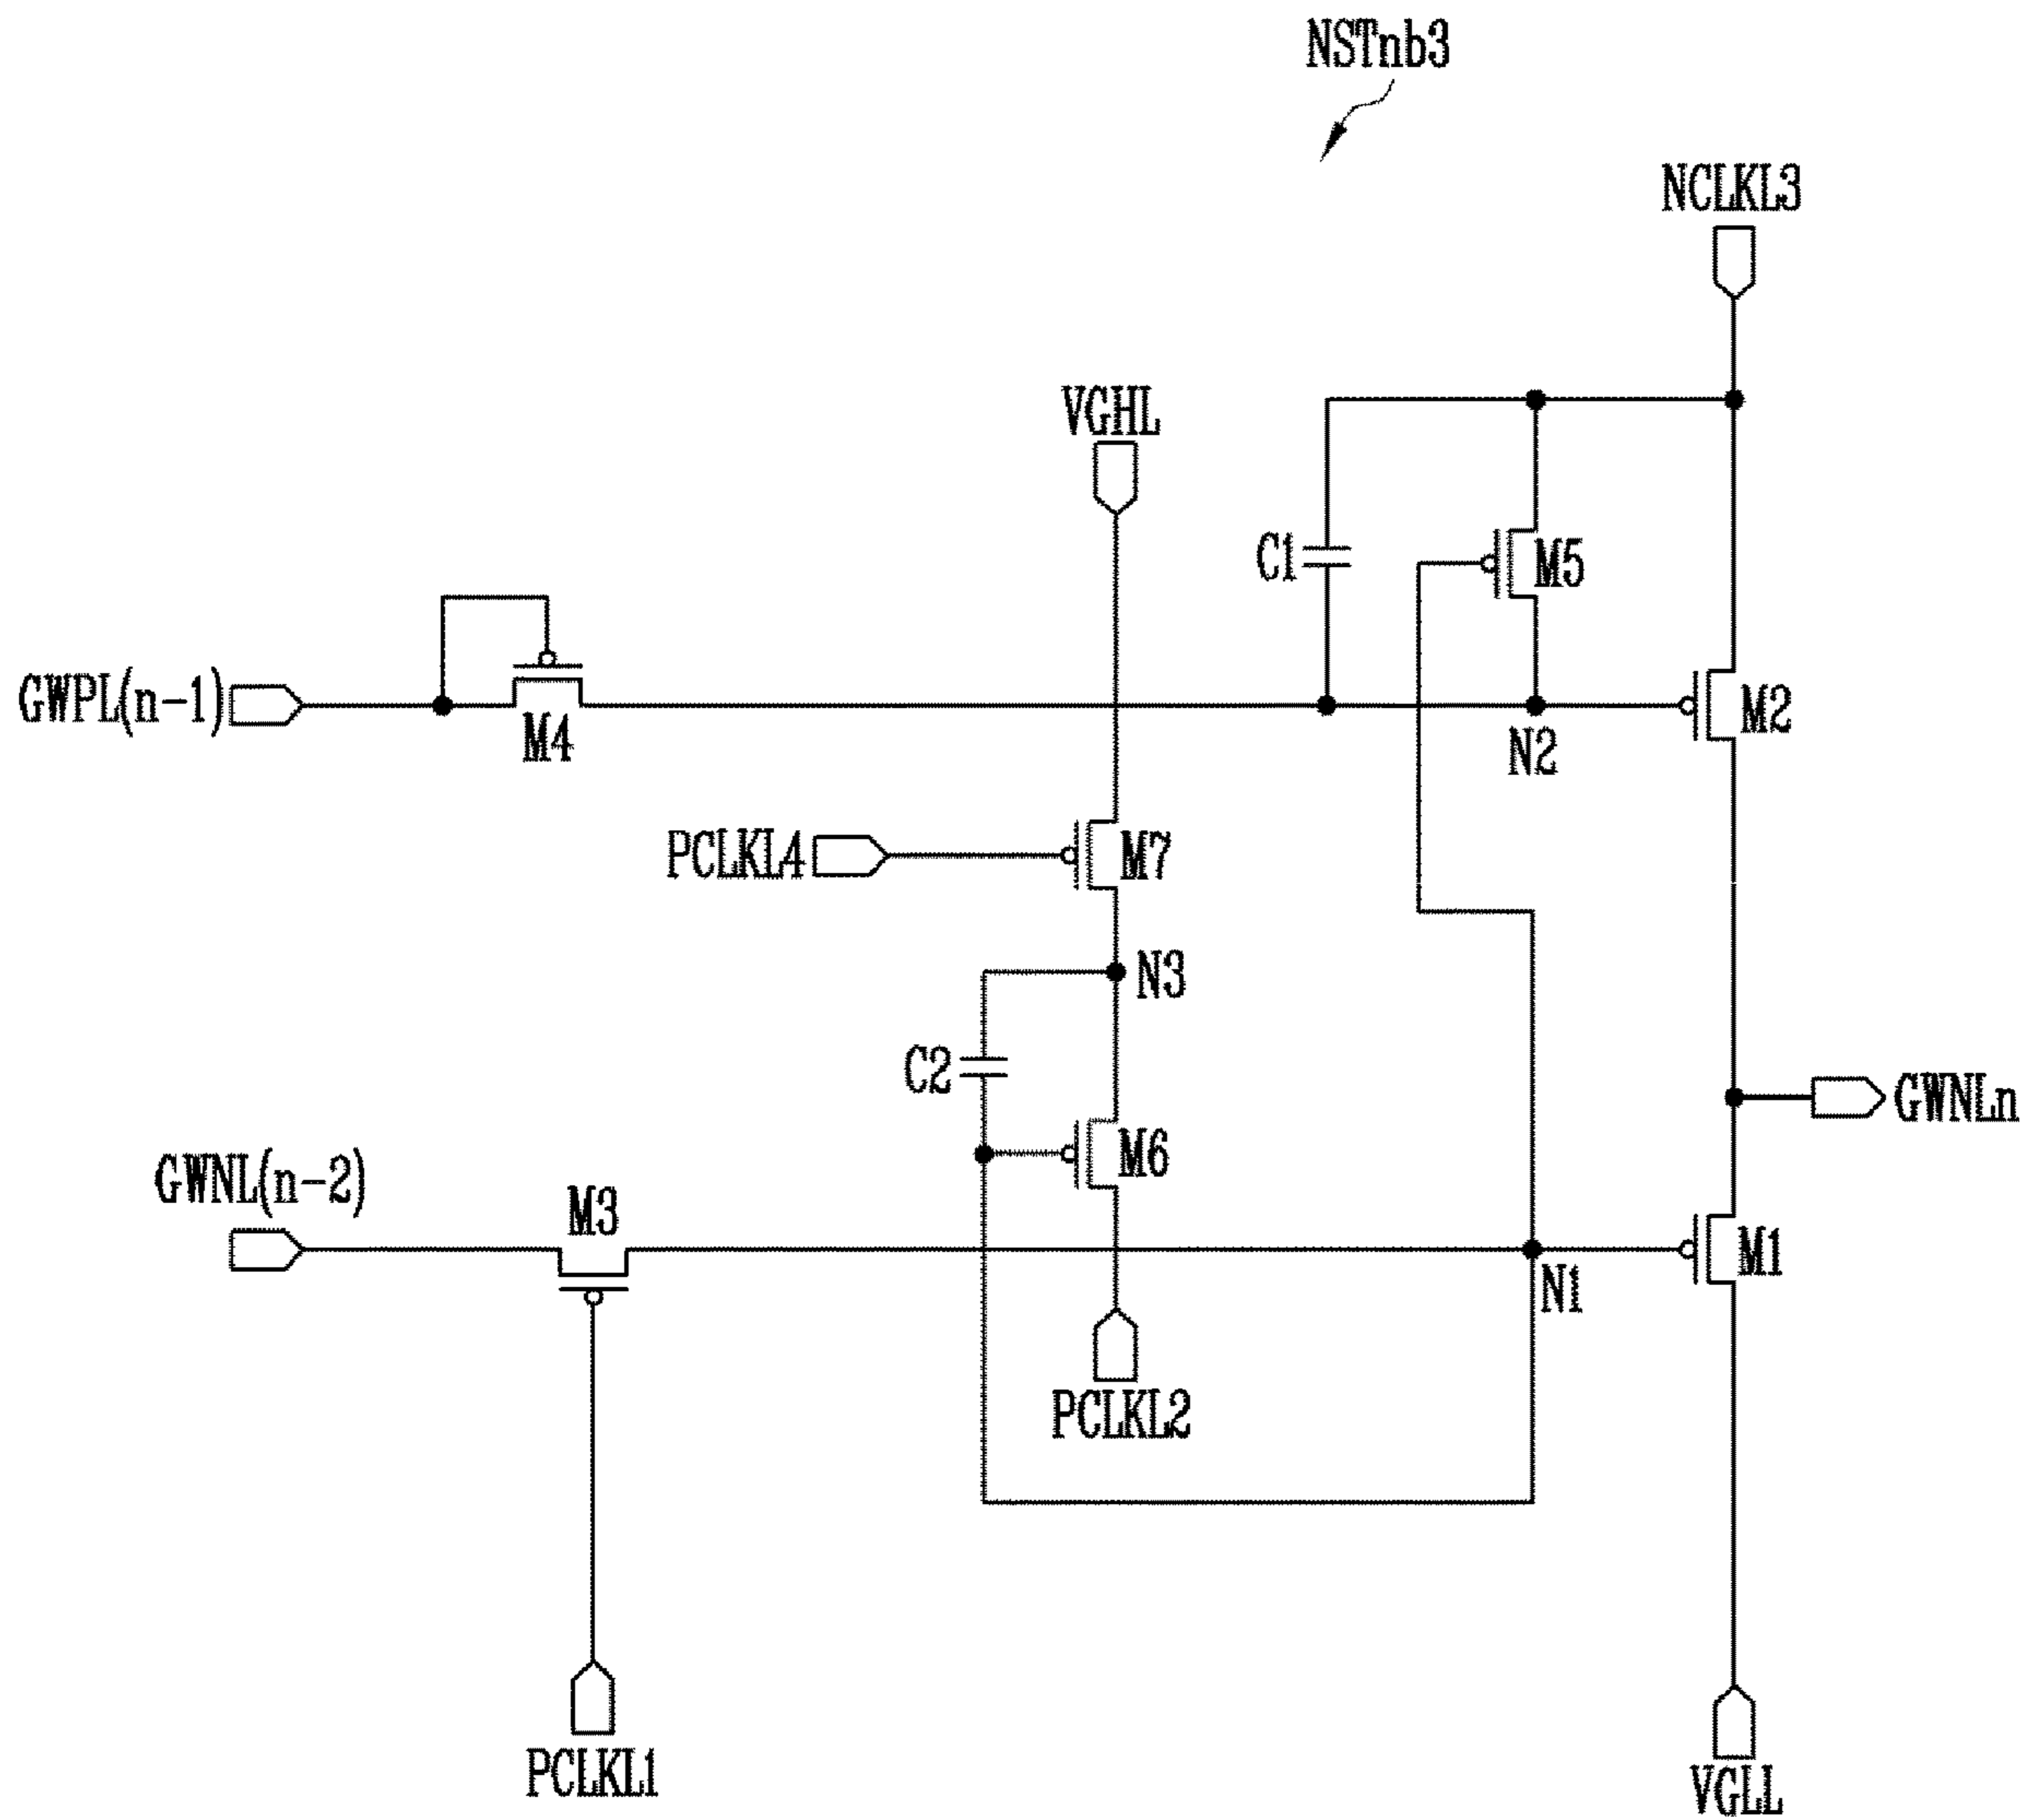 NSTnb3
NCLKL3
VGHL
C1
M5
GWPL(n-1)
M4
N2
M2
PCLKL4
M7
N3
C2
GWNLn
M6
GWNL(n-2)
M3
N1
M1
PCLKL2
PCLKL1
VGLL